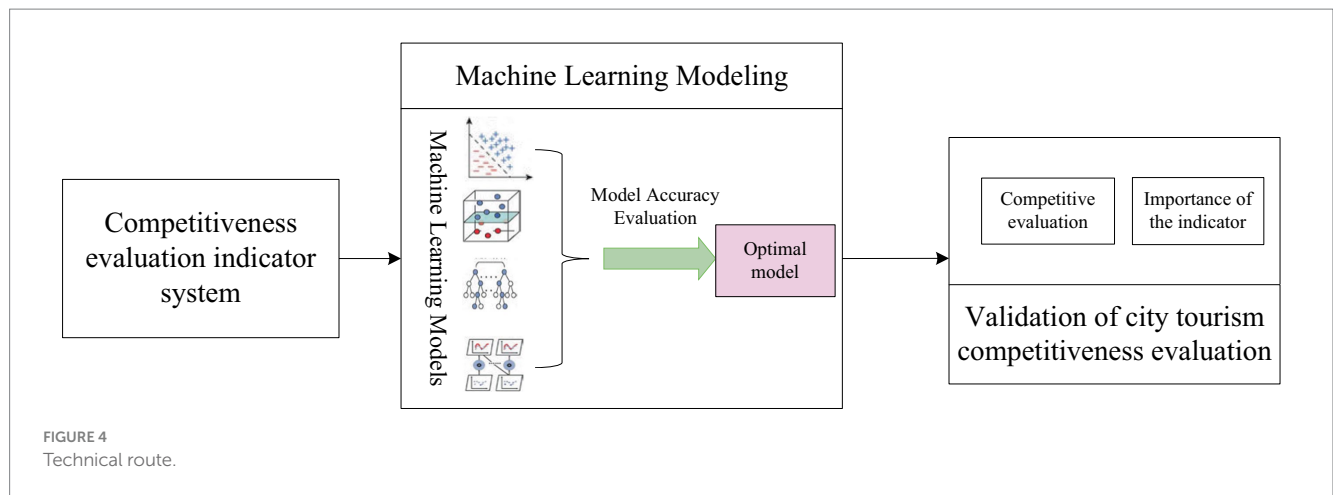 Competitiveness
evaluation indicator
system
Machine Learning Modeling
Machine Learning Models
Model Accuracy
Evaluation
Optimal
model
Competitive
evaluation
Importance of
the indicator
Validation of city tourism
competitiveness evaluation
FIGURE 4
Technical route.